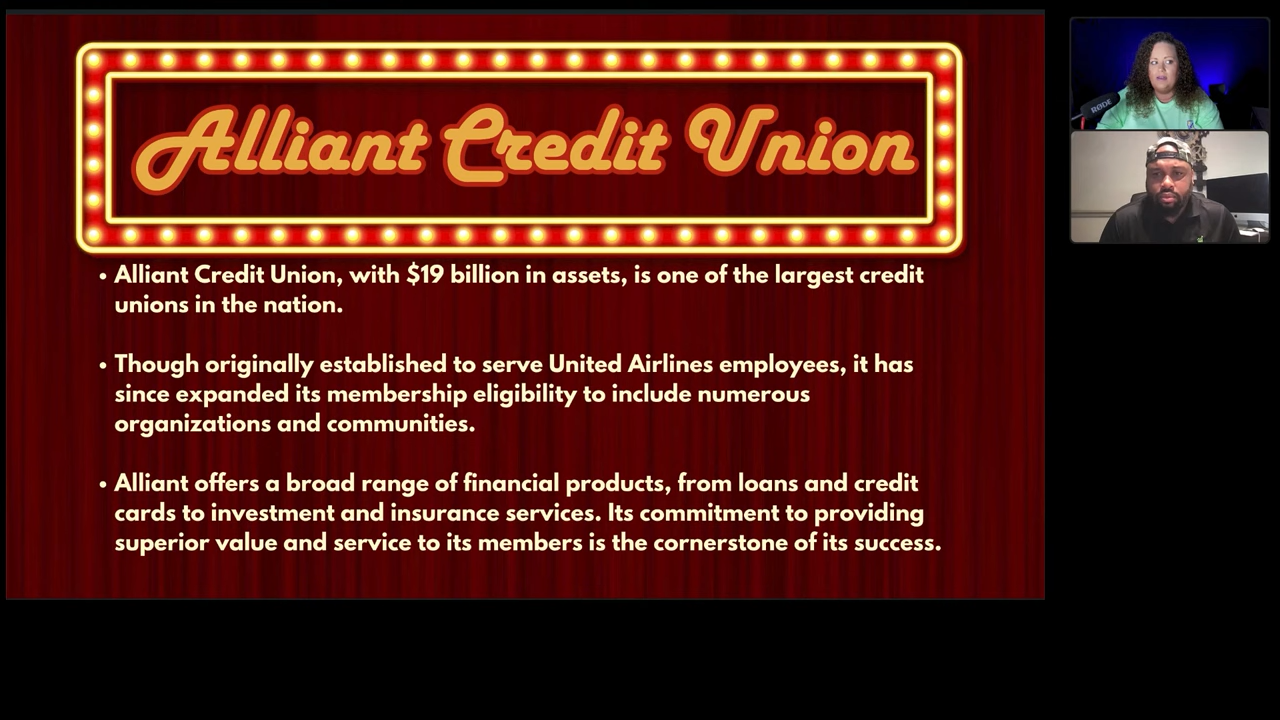 Alliant Credit Union
• Alliant Credit Union, with $19 billion in assets, is one of the largest credit
unions in the nation.
• Though originally established to serve United Airlines employees, it has
since expanded its membership eligibility to include numerous
organizations and communities.
• Alliant offers a broad range of financial products, from loans and credit
cards to investment and insurance services. Its commitment to providing
superior value and service to its members is the cornerstone of its success.
RØDE